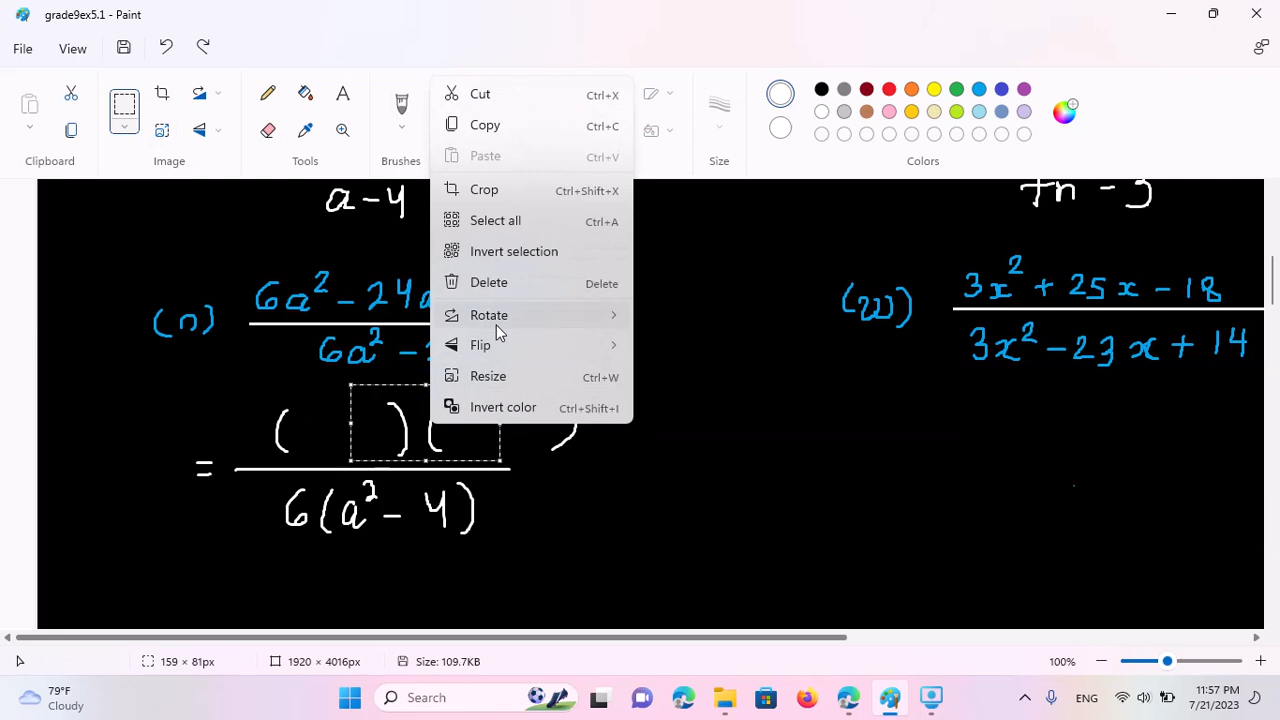 grade9ex5.1 - Paint
File View
Cut Ctrl+X
Copy Ctrl+C
Paste Ctrl+V
Crop Ctrl+Shift+X
Select all Ctrl+A
Invert selection
Delete Delete
Rotate
Flip
Resize Ctrl+W
Invert color Ctrl+Shift+I
Clipboard Image Tools Brushes Size Colors
a-4
7n - 3
(n) 6a² - 24a
6a² -
= ( )( )
6(a² - 4)
3x² + 25x - 18
3x² - 23x + 14
159 × 81px 1920 × 4016px Size: 109.7KB 100%
79°F
Cloudy
Search
ENG
11:57 PM
7/21/2023